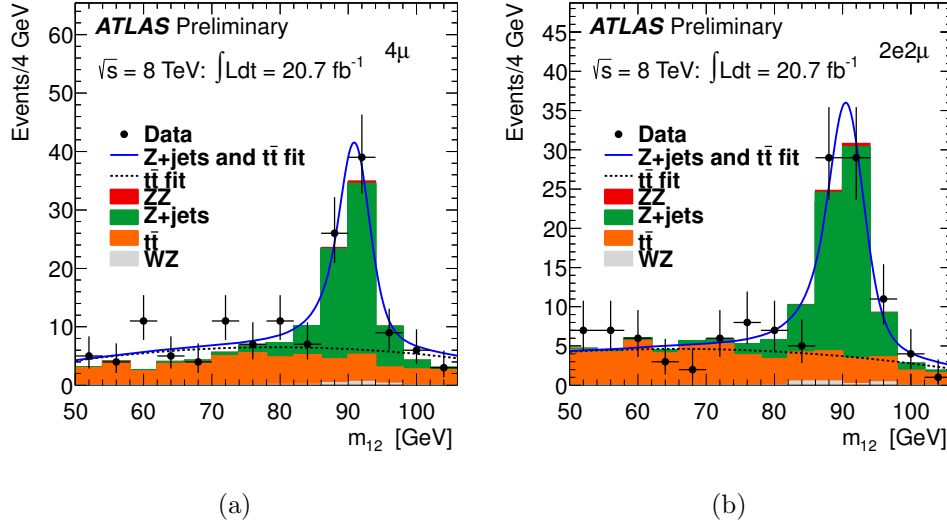 ATLAS Preliminary
4μ
√s = 8 TeV: ∫Ldt = 20.7 fb⁻¹
Events/4 GeV
60
50
40
30
20
10
0
Data
Z+jets and tt̄ fit
tt̄ fit
ZZ
Z+jets
tt̄
WZ
50 60 70 80 90 100
m₁₂ [GeV]
(a)
ATLAS Preliminary
2e2μ
√s = 8 TeV: ∫Ldt = 20.7 fb⁻¹
Events/4 GeV
45
40
35
30
25
20
15
10
5
0
Data
Z+jets and tt̄ fit
tt̄ fit
ZZ
Z+jets
tt̄
WZ
50 60 70 80 90 100
m₁₂ [GeV]
(b)